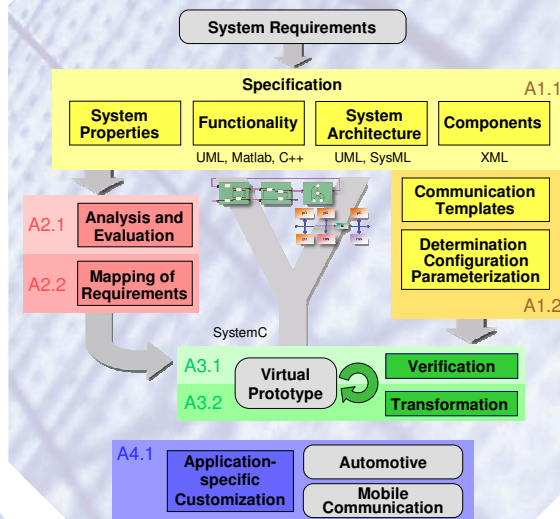 System Requirements
Specification
A1.1
System
Properties
Functionality
System
Architecture
Components
UML, Matlab, C++
UML, SysML
XML
A2.1
Analysis and
Evaluation
A2.2
Mapping of
Requirements
Communication
Templates
Determination
Configuration
Parameterization
A1.2
SystemC
A3.1
Virtual
Prototype
Verification
A3.2
Transformation
A4.1
Application-
specific
Customization
Automotive
Mobile
Communication